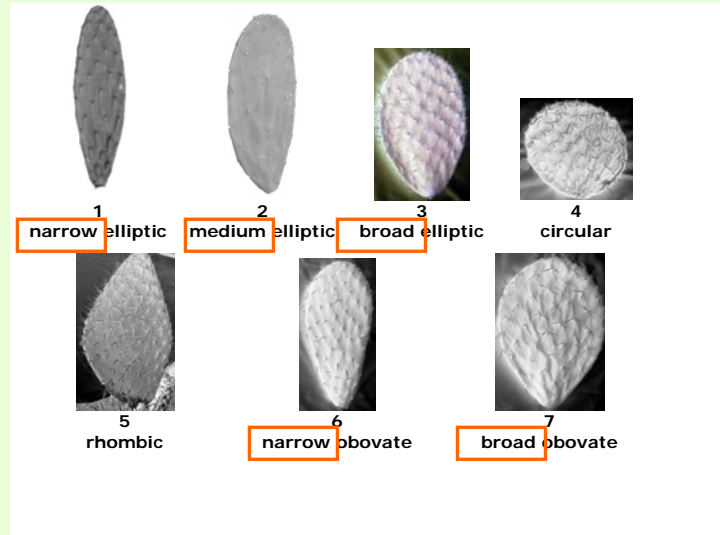 1 2 3 4
narrow elliptic medium elliptic broad elliptic circular
5 6 7
rhombic narrow obovate broad obovate